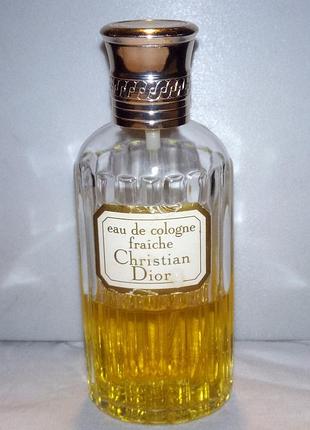 eau de cologne
fraiche
Christian
Dior